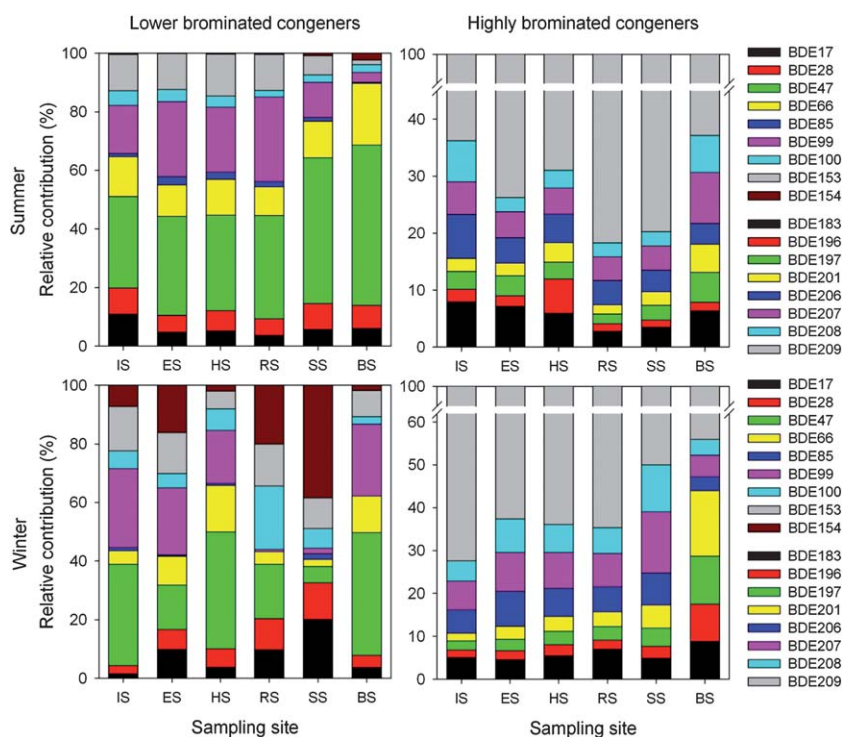 Lower brominated congeners
Highly brominated congeners
Summer
Relative contribution (%)
100
80
60
40
20
0
IS ES HS RS SS BS
100
40
30
20
10
0
IS ES HS RS SS BS
BDE17
BDE28
BDE47
BDE66
BDE85
BDE99
BDE100
BDE153
BDE154
BDE183
BDE196
BDE197
BDE201
BDE206
BDE207
BDE208
BDE209
Winter
Relative contribution (%)
100
80
60
40
20
0
IS ES HS RS SS BS
Sampling site
100
60
50
40
30
20
10
0
IS ES HS RS SS BS
Sampling site
BDE17
BDE28
BDE47
BDE66
BDE85
BDE99
BDE100
BDE153
BDE154
BDE183
BDE196
BDE197
BDE201
BDE206
BDE207
BDE208
BDE209